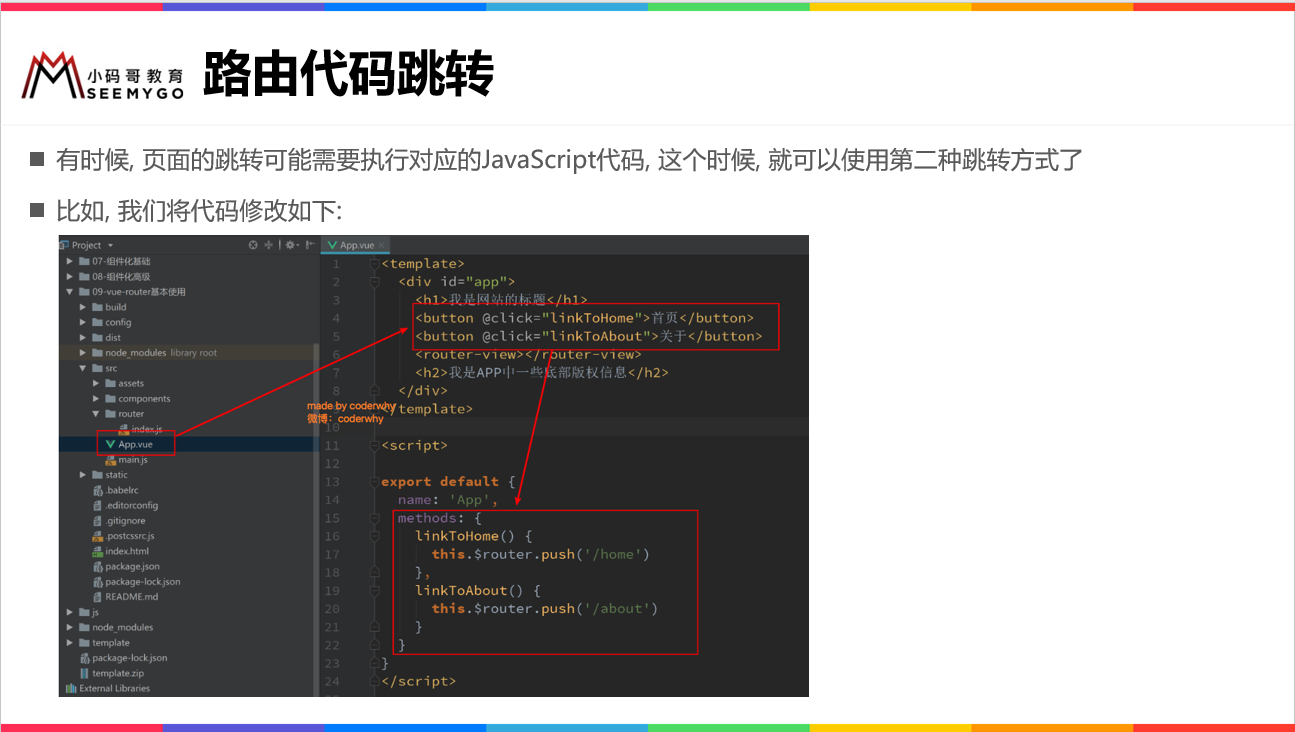 小码哥教育
SEEMYGO
路由代码跳转
有时候, 页面的跳转可能需要执行对应的JavaScript代码, 这个时候, 就可以使用第二种跳转方式了
比如, 我们将代码修改如下:
Project
07-组件化基础
08-组件化高级
09-vue-router基本使用
build
config
dist
node_modules library root
src
assets
components
router
index.js
App.vue
main.js
static
.babelrc
.editorconfig
.gitignore
.postcssrc.js
index.html
package.json
package-lock.json
README.md
js
node_modules
template
package-lock.json
template.zip
External Libraries
made by coderwhy
微博: coderwhy
App.vue
1 <template>
2 <div id="app">
3 <h1>我是网站的标题</h1>
4 <button @click="linkToHome">首页</button>
5 <button @click="linkToAbout">关于</button>
6 <router-view></router-view>
7 <h2>我是APP中一些底部版权信息</h2>
8 </div>
9 </template>
10
11 <script>
12
13 export default {
14 name: 'App',
15 methods: {
16 linkToHome() {
17 this.$router.push('/home')
18 },
19 linkToAbout() {
20 this.$router.push('/about')
21 }
22 }
23 }
24 </script>